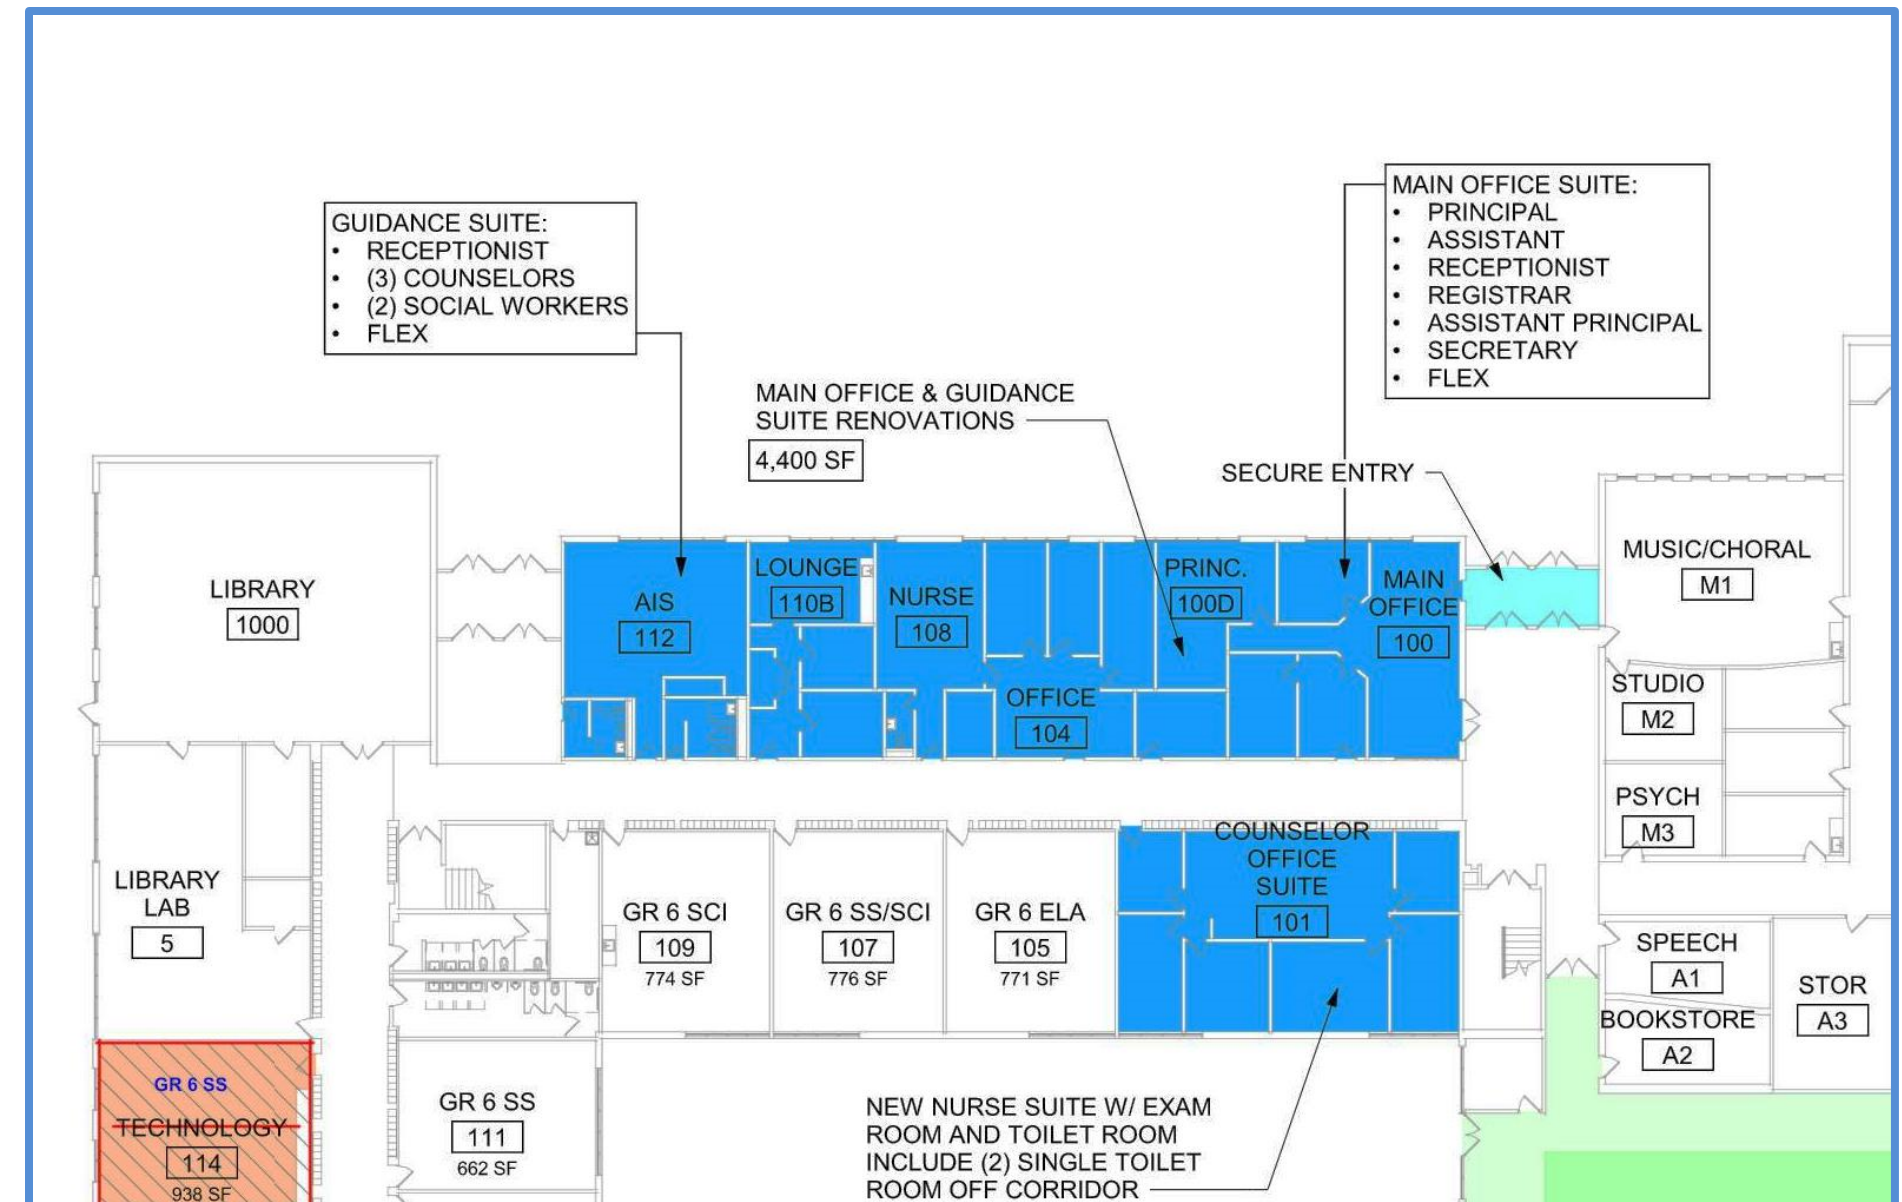 MAIN OFFICE SUITE:
• PRINCIPAL
• ASSISTANT
• RECEPTIONIST
• REGISTRAR
• ASSISTANT PRINCIPAL
• SECRETARY
• FLEX
GUIDANCE SUITE:
• RECEPTIONIST
• (3) COUNSELORS
• (2) SOCIAL WORKERS
• FLEX
MAIN OFFICE & GUIDANCE
SUITE RENOVATIONS
4,400 SF
SECURE ENTRY
LIBRARY
1000
AIS
112
LOUNGE
110B
NURSE
108
OFFICE
104
PRINC.
100D
MAIN
OFFICE
100
MUSIC/CHORAL
M1
STUDIO
M2
PSYCH
M3
LIBRARY
LAB
5
GR 6 SCI
109
774 SF
GR 6 SS/SCI
107
776 SF
GR 6 ELA
105
771 SF
COUNSELOR
OFFICE
SUITE
101
SPEECH
A1
BOOKSTORE
A2
STOR
A3
GR 6 SS
TECHNOLOGY
114
938 SF
GR 6 SS
111
662 SF
NEW NURSE SUITE W/ EXAM
ROOM AND TOILET ROOM
INCLUDE (2) SINGLE TOILET
ROOM OFF CORRIDOR